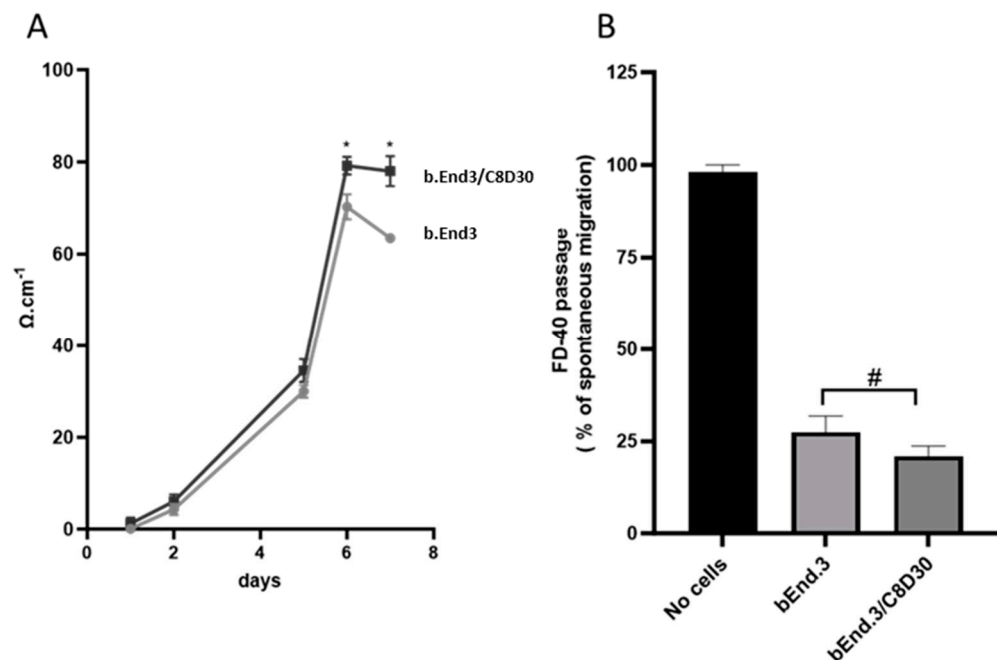 A
100
80
60
40
20
0
Ω.cm-1
0 2 4 6 8
days
* *
b.End3/C8D30
b.End3
B
125
100
75
50
25
0
FD-40 passage
( % of spontaneous migration)
#
No cells
bEnd.3
bEnd.3/C8D30